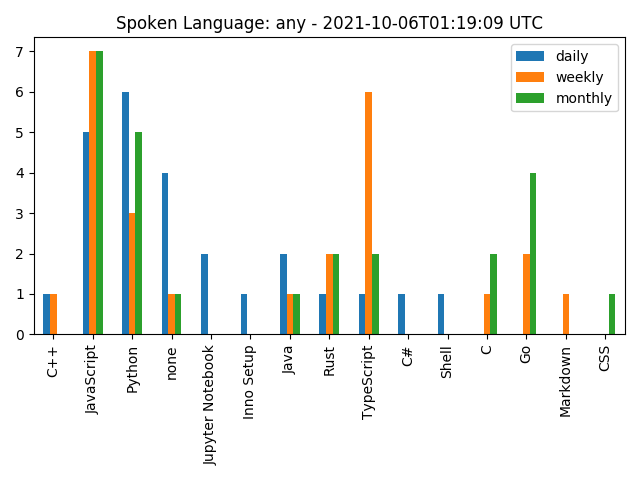 Spoken Language: any - 2021-10-06T01:19:09 UTC
daily
weekly
monthly
7
6
5
4
3
2
1
0
C++
JavaScript
Python
none
Jupyter Notebook
Inno Setup
Java
Rust
TypeScript
C#
Shell
C
Go
Markdown
CSS